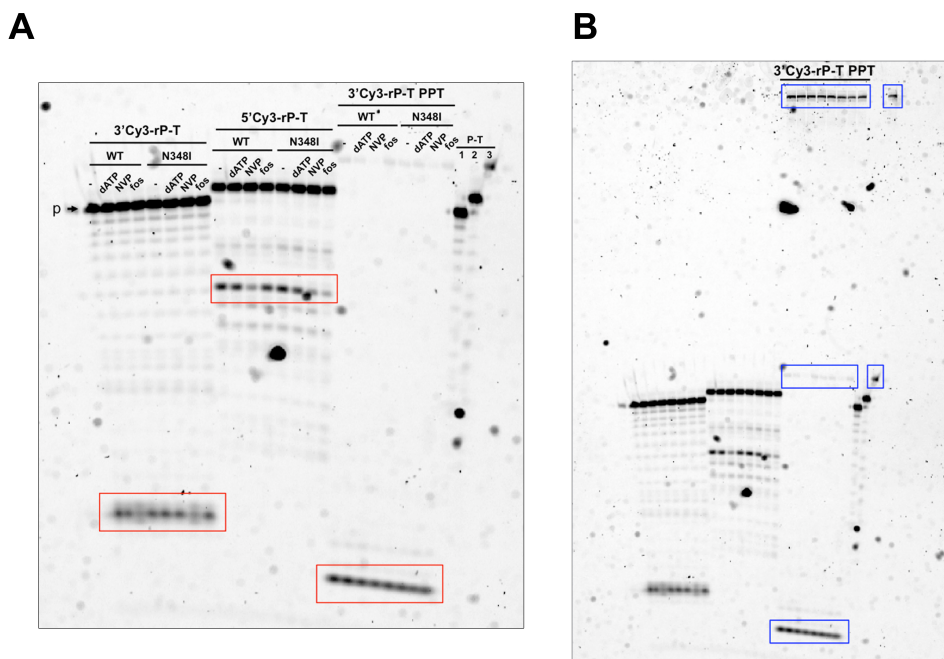 A
B
3'Cy3-rP-T PPT
3'Cy3-rP-T PPT
5'Cy3-rP-T
WT N348I
3'Cy3-rP-T
WT N348I
P-T
WT N348I
- dATP NVP fos - dATP NVP fos
- dATP NVP fos dATP NVP fos
dATP NVP fos dATP NVP fos
1 2 3
p